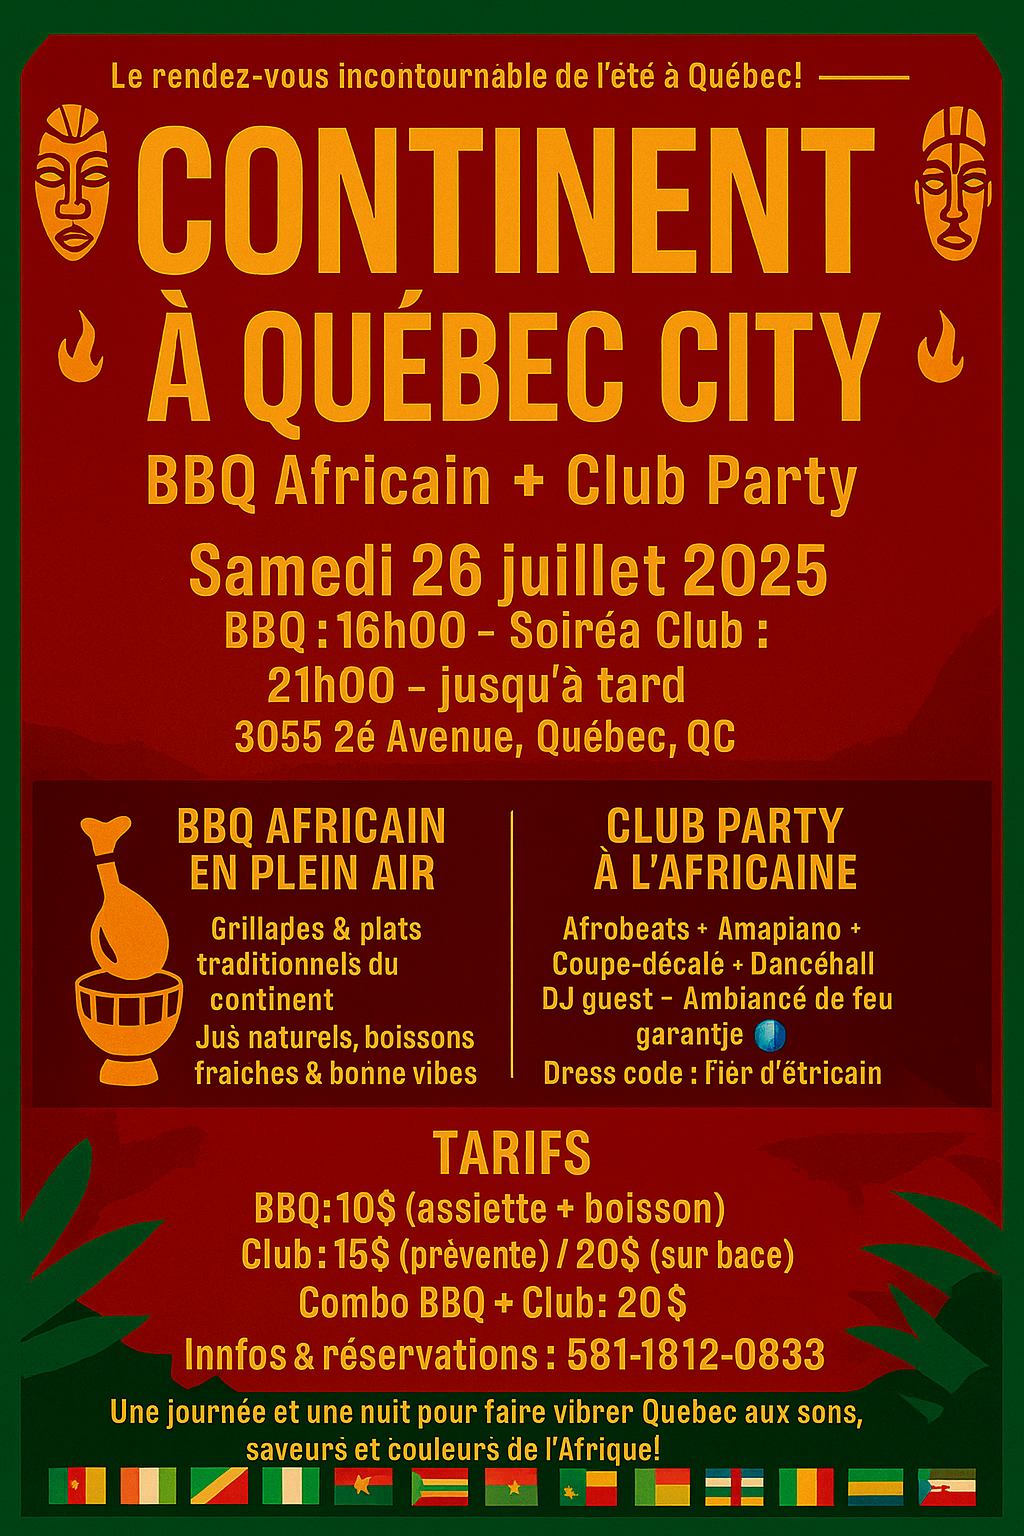 Le rendez-vous incontournable de l'été à Québec!
CONTINENT
À QUÉBEC CITY
BBQ Africain + Club Party
Samedi 26 juillet 2025
BBQ : 16h00 – Soiréa Club :
21h00 – jusqu'à tard
3055 2é Avenue, Québec, QC
BBQ AFRICAIN
EN PLEIN AIR
Grillades & plats
traditionnels du
continent
Jus naturels, boissons
fraiches & bonne vibes
CLUB PARTY
À L'AFRICAINE
Afrobeats + Amapiano +
Coupe-décalé + Dancéhall
DJ guest – Ambiancé de feu
garantje
Dress code : Fier d'étricain
TARIFS
BBQ: 10$ (assiette + boisson)
Club : 15$ (prèvente) / 20$ (sur bace)
Combo BBQ + Club: 20$
Innfos & réservations : 581-1812-0833
Une journée et une nuit pour faire vibrer Quebec aux sons,
saveurs et couleurs de l'Afrique!